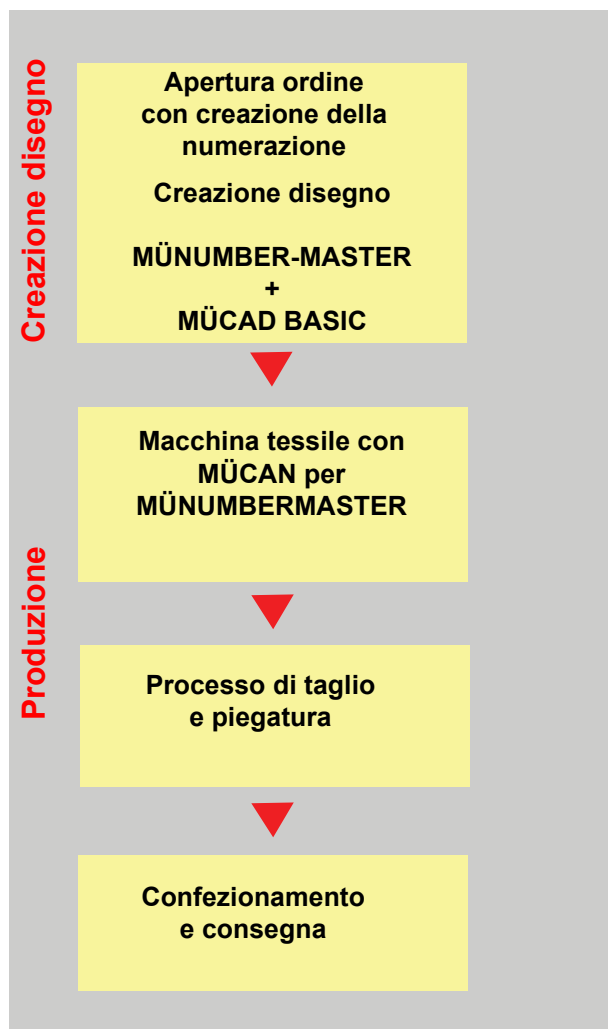 Creazione disegno
Apertura ordine
con creazione della
numerazione
Creazione disegno
MÜNUMBER-MASTER
+
MÜCAD BASIC
Produzione
Macchina tessile con
MÜCAN per
MÜNUMBERMASTER
Processo di taglio
e piegatura
Confezionamento
e consegna